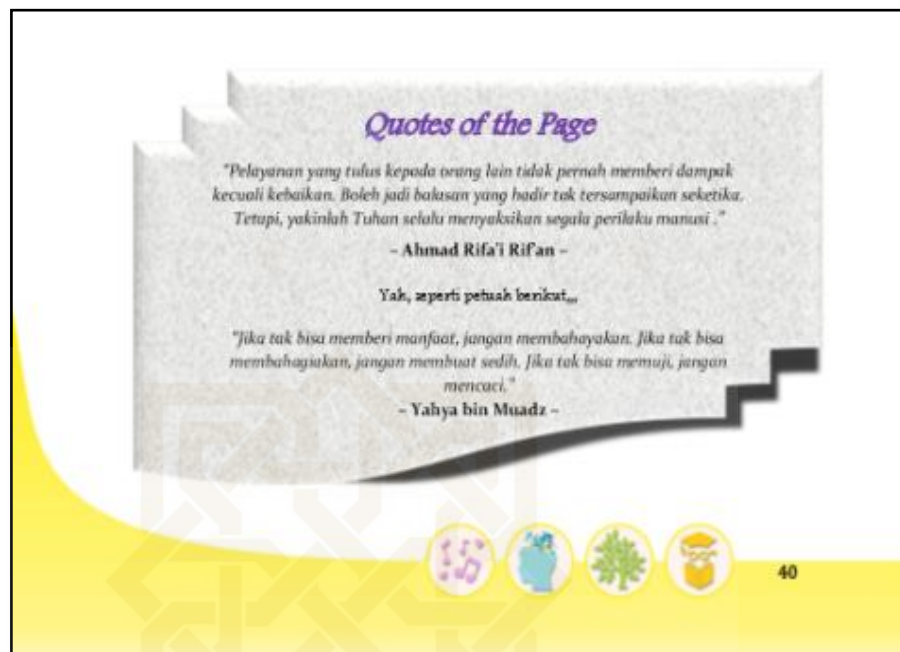 Quotes of the Page
"Pelayanan yang tulus kepada orang lain tidak pernah memberi dampak
kecuali kebaikan. Boleh jadi balasan yang hadir tak tersampaikan seketika.
Tetapi, yakinlah Tuhan selalu menyaksikan segala perilaku manusi ."
– Ahmad Rifa'i Rif'an –
Yah, seperti petuah berikut,,,
"Jika tak bisa memberi manfaat, jangan membahayakan. Jika tak bisa
membahagiakan, jangan membuat sedih. Jika tak bisa memuji, jangan
mencaci."
– Yahya bin Muadz –
40